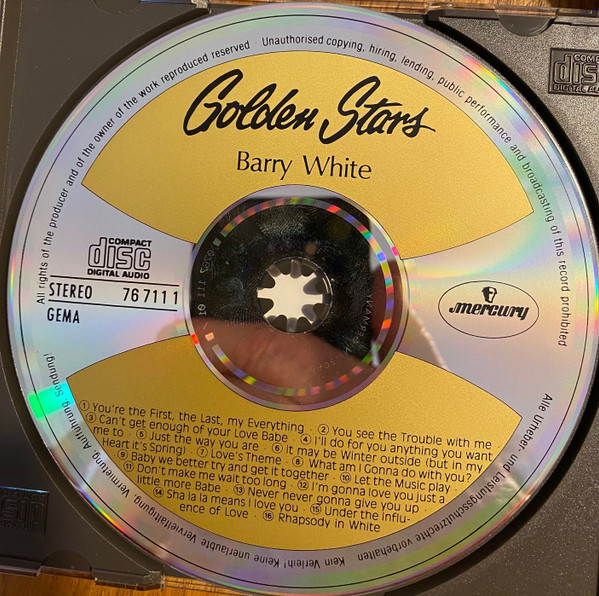 All rights of the producer and of the owner of the work reproduced reserved · Unauthorised copying, hiring, lending, public performance and broadcasting of this record prohibited
Golden Stars
Barry White
COMPACT
disc
DIGITAL AUDIO
STEREO 76 711 1
GEMA
mercury
① You're the First, the Last, my Everything · ② You see the Trouble with me ·
③ Can't get enough of your Love Babe · ④ I'll do for you anything you want
me to · ⑤ Just the way you are · ⑥ It may be Winter outside (but in my
Heart it's Spring) · ⑦ Love's Theme · ⑧ What am I Gonna do with you?
⑨ Baby we better try and get it together · ⑩ Let the Music play ·
⑪ Don't make me wait too long · ⑫ I'm gonna love you just a
little more Babe · ⑬ Never never gonna give you up ·
⑭ Sha la la means I love you · ⑮ Under the Influ-
ence of Love · ⑯ Rhapsody in White
Alle Urheber- und Leistungsschutzrechte vorbehalten · Kein Verleih! Keine unerlaubte Vervielfältigung, Vermietung, Aufführung, Sendung!
COMPACT
disc
DIGITAL AUDIO